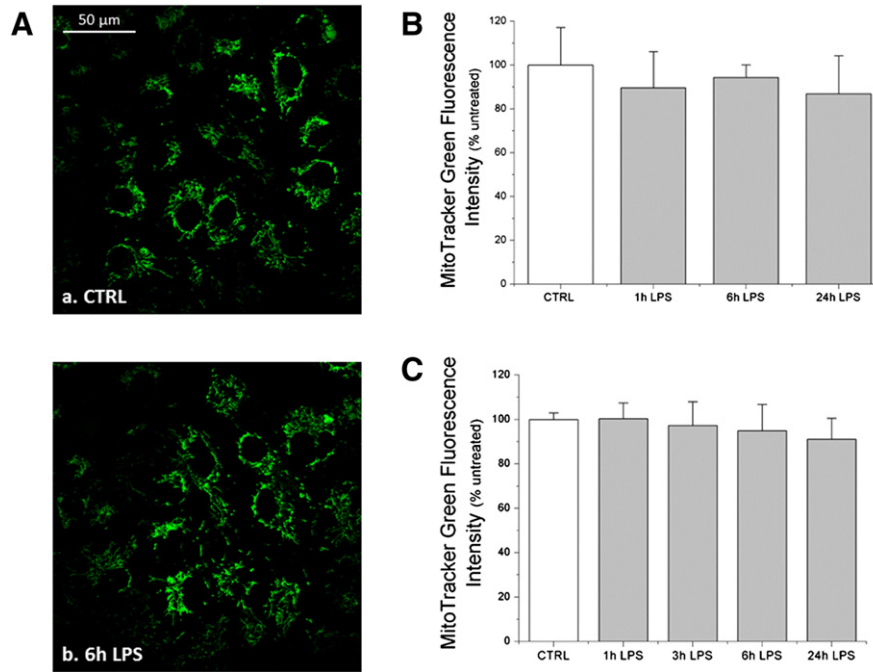 A
50 µm
a. CTRL
b. 6h LPS
B
MitoTracker Green Fluorescence
Intensity (% untreated)
120
100
80
60
40
20
0
CTRL
1h LPS
6h LPS
24h LPS
C
MitoTracker Green Fluorescence
Intensity (% untreated)
120
100
80
60
40
20
0
CTRL
1h LPS
3h LPS
6h LPS
24h LPS